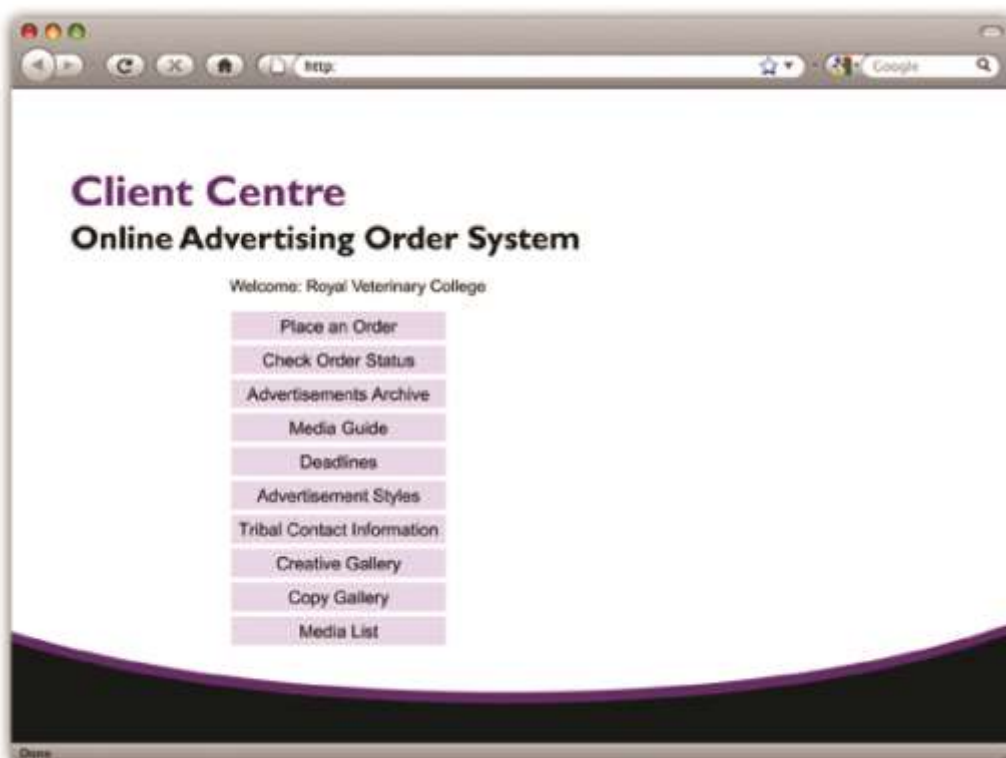 http:
Google
Client Centre
Online Advertising Order System
Welcome: Royal Veterinary College
Place an Order
Check Order Status
Advertisements Archive
Media Guide
Deadlines
Advertisement Styles
Tribal Contact Information
Creative Gallery
Copy Gallery
Media List
Done